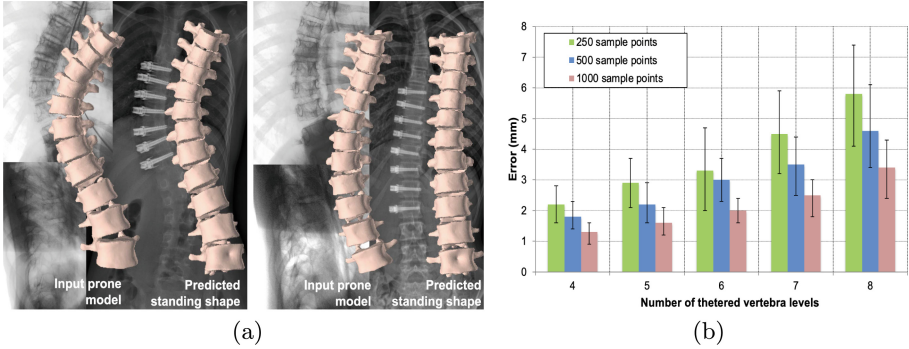 Input prone
model
Predicted
standing shape
Input prone
model
Predicted
standing shape
(a)
8
7
6
5
4
3
2
1
0
Error (mm)
250 sample points
500 sample points
1000 sample points
4 5 6 7 8
Number of thetered vertebra levels
(b)